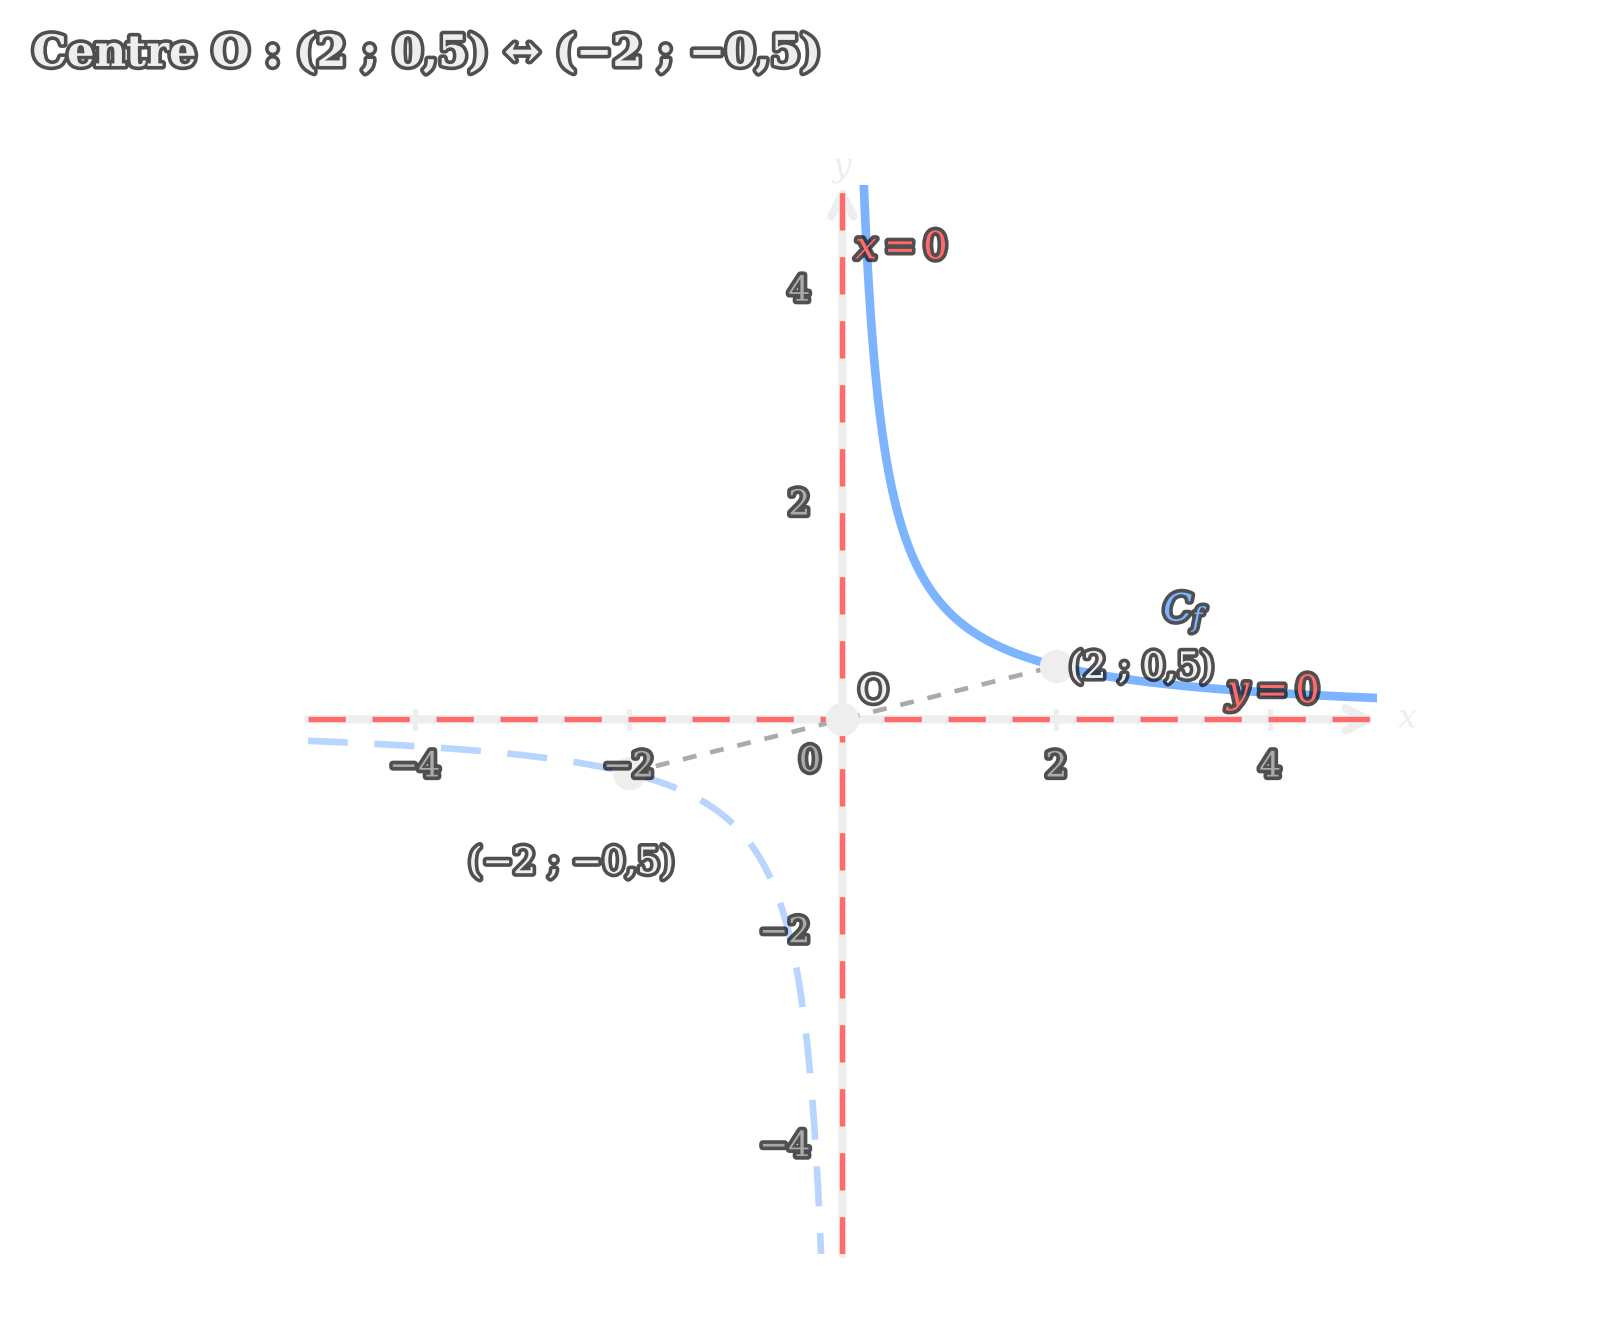 Centre O : (2 ; 0,5) ↔ (−2 ; −0,5)
y
x = 0
4
2
C_f
(2 ; 0,5)
O
y = 0
x
−4
−2
0
2
4
(−2 ; −0,5)
−2
−4